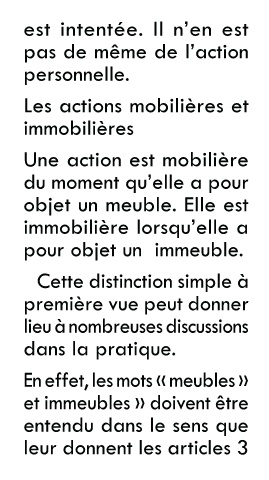 est intentée. Il n’en est
pas de même de l’action
personnelle.
Les actions mobilières et
immobilières
Une action est mobilière
du moment qu’elle a pour
objet un meuble. Elle est
immobilière lorsqu’elle a
pour objet un immeuble.
Cette distinction simple à
première vue peut donner
lieu à nombreuses discussions
dans la pratique.
En effet, les mots « meubles »
et immeubles » doivent être
entendu dans le sens que
leur donnent les articles 3